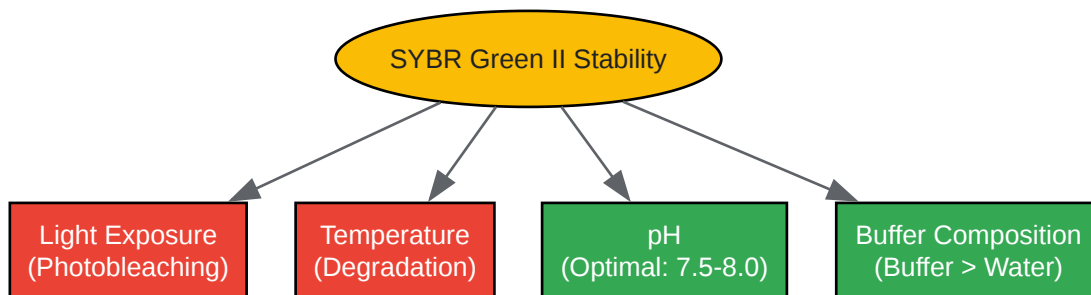 SYBR Green II Stability
Light Exposure
(Photobleaching)
Temperature
(Degradation)
pH
(Optimal: 7.5-8.0)
Buffer Composition
(Buffer > Water)